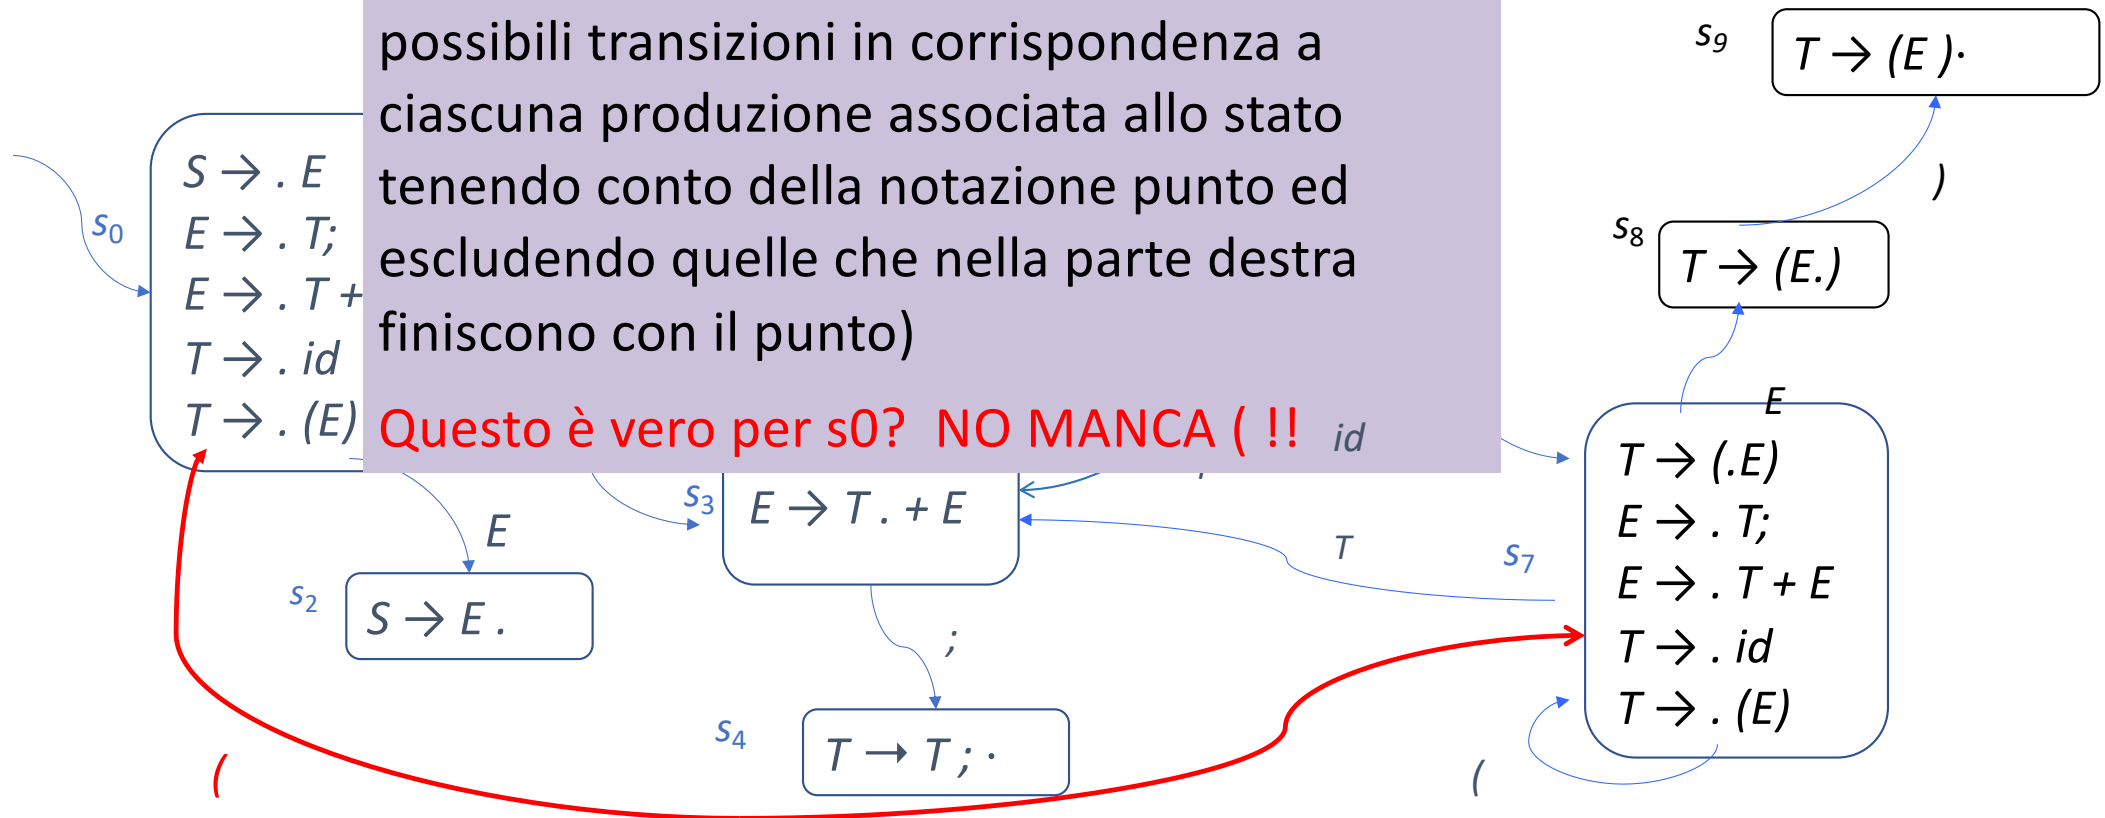 possibili transizioni in corrispondenza a
ciascuna produzione associata allo stato
tenendo conto della notazione punto ed
escludendo quelle che nella parte destra
finiscono con il punto)
Questo è vero per s0?  NO MANCA ( !!
id
s0
S → . E
E → . T;
E → . T +
T → . id
T → . (E)
E
s2
S → E .
s3
E → T . + E
;
s4
T → T ; ·
T
(
s7
T → (.E)
E → . T;
E → . T + E
T → . id
T → . (E)
(
E
s8
T → (E.)
)
s9
T → (E )·